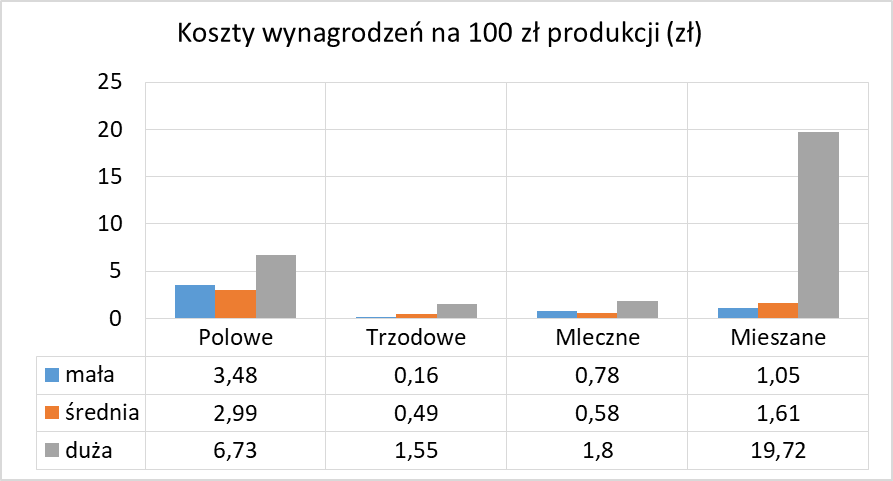 Koszty wynagrodzeń na 100 zł produkcji (zł)
25
20
15
10
5
0
Polowe Trzodowe Mleczne Mieszane
mała 3,48 0,16 0,78 1,05
średnia 2,99 0,49 0,58 1,61
duża 6,73 1,55 1,8 19,72